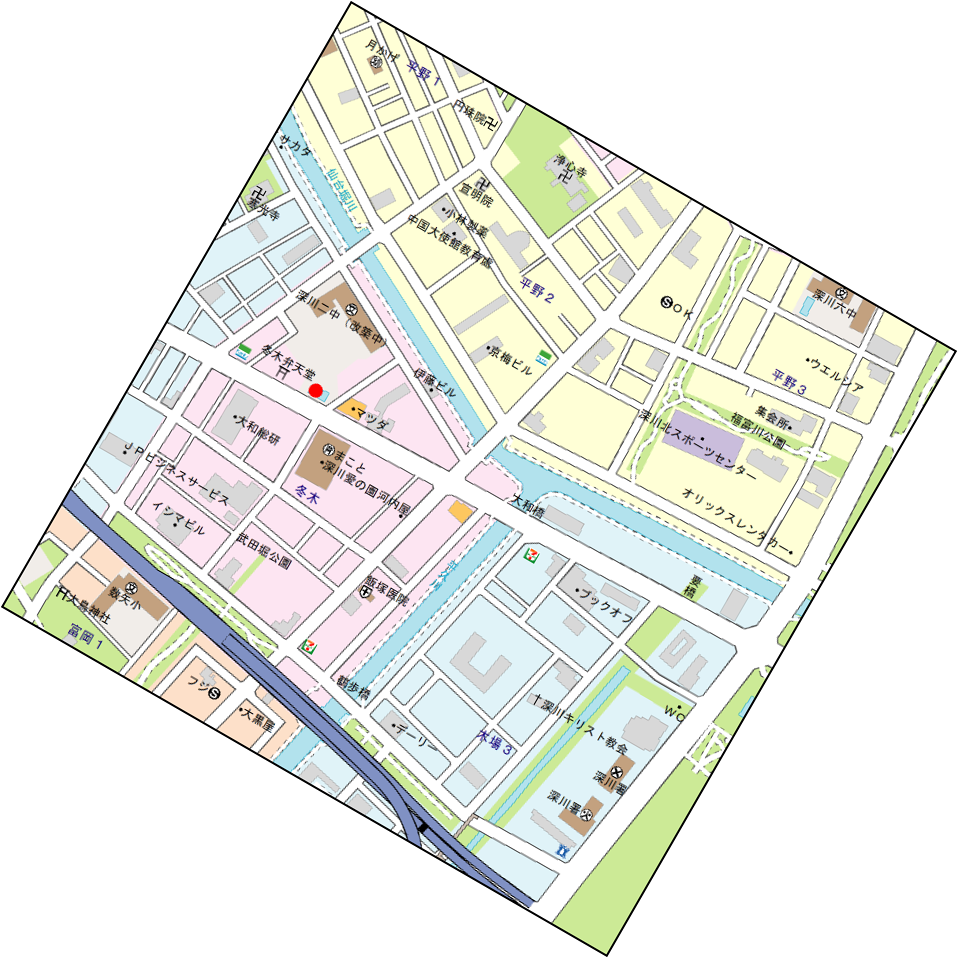 月かげ
平野１
円珠院
サカダ
浄心寺
仙台堀川
宣明院
小林製薬
中国大使館教育處
平野２
ＳＯＫ
深川六中
深川二中（改築中）
京梅ビル
ウエルシア
平野３
冬木弁天堂
伊藤ビル
マツダ
集会所
福富川公園
深川北スポーツセンター
大和総研
まこと
深川愛の園河内屋
ＪＰビジネスサービス
冬木
オリックスレンタカー
大和橋
イシマビル
武田堀公園
飯塚医院
要橋
ブックオフ
数矢小
大鳥神社
富岡１
フジ
鶴歩橋
大黒屋
デーリー
木場３
深川キリスト教会
ＷＣ
深川署
深川署